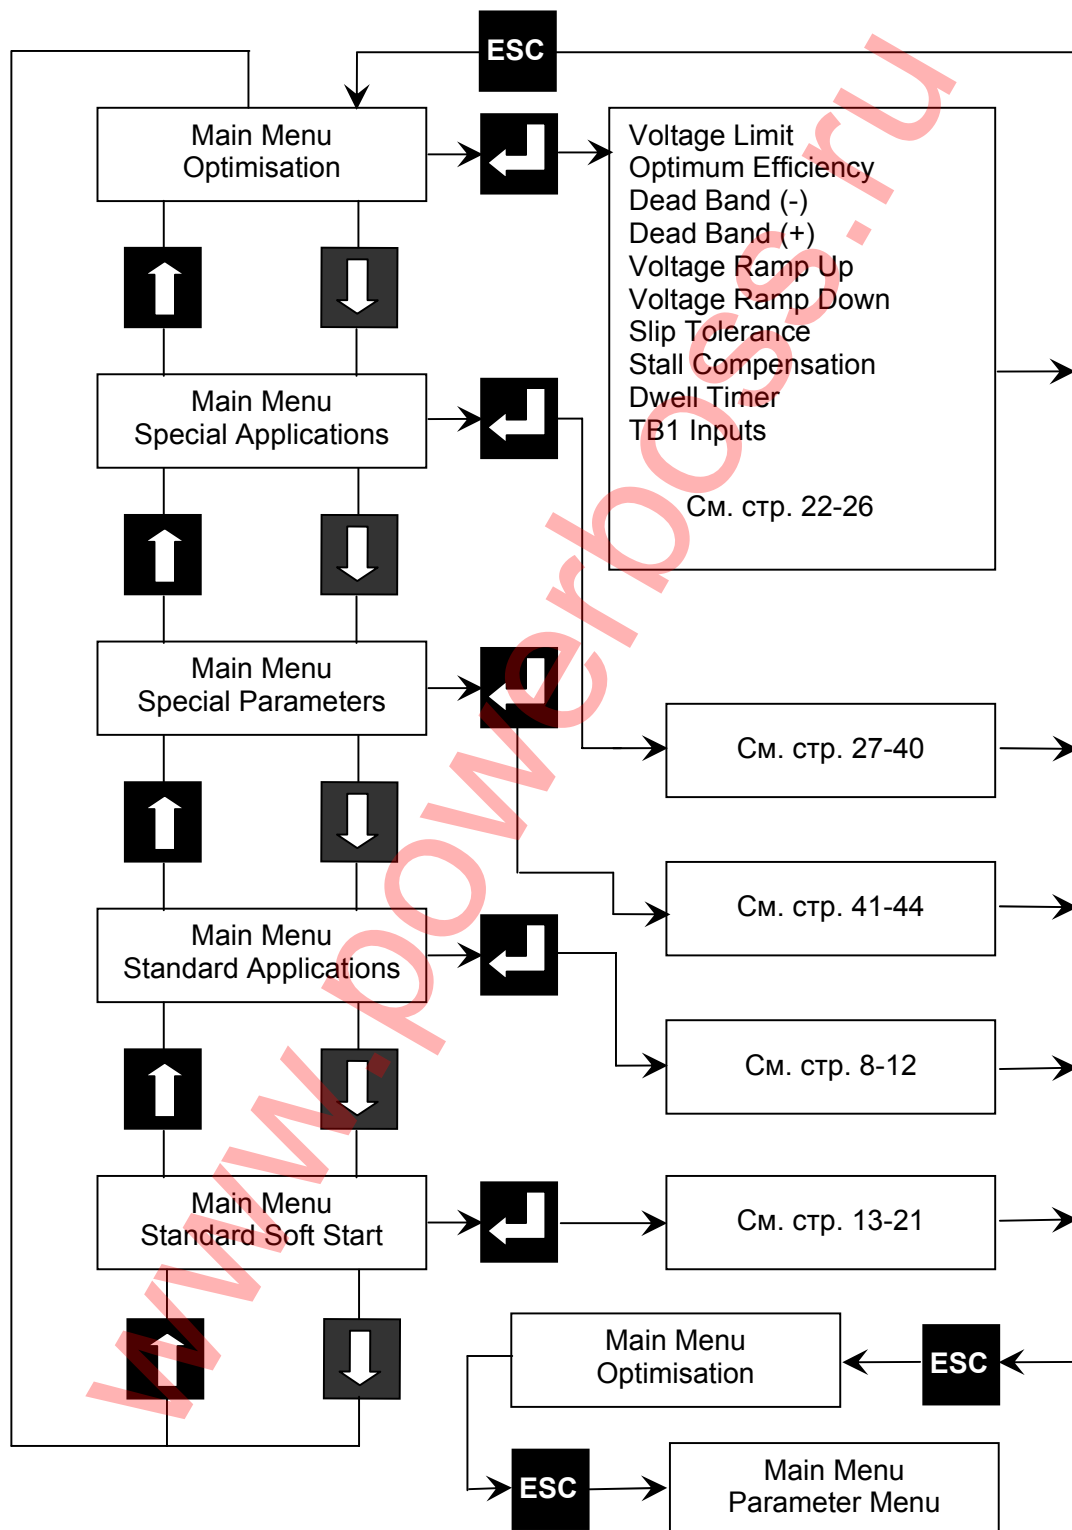 ESC
Main Menu
Optimisation
Voltage Limit
Optimum Efficiency
Dead Band (-)
Dead Band (+)
Voltage Ramp Up
Voltage Ramp Down
Slip Tolerance
Stall Compensation
Dwell Timer
TB1 Inputs
См. стр. 22-26
Main Menu
Special Applications
Main Menu
Special Parameters
См. стр. 27-40
См. стр. 41-44
Main Menu
Standard Applications
См. стр. 8-12
Main Menu
Standard Soft Start
См. стр. 13-21
Main Menu
Optimisation
ESC
ESC
Main Menu
Parameter Menu
www.powerboss.ru